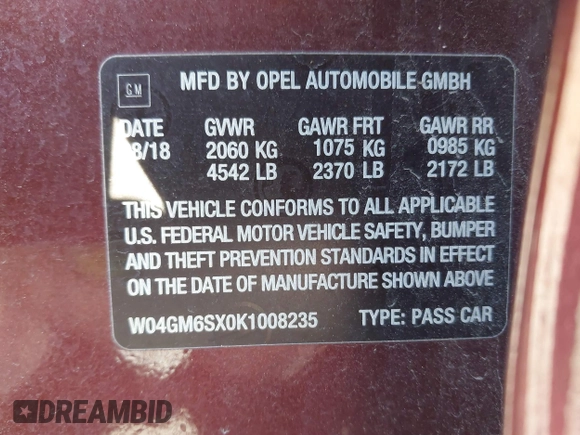 GM
MFD BY OPEL AUTOMOBILE GMBH
DATE GVWR GAWR FRT GAWR RR
8/18 2060 KG 1075 KG 0985 KG
4542 LB 2370 LB 2172 LB
THIS VEHICLE CONFORMS TO ALL APPLICABLE
U.S. FEDERAL MOTOR VEHICLE SAFETY, BUMPER
AND THEFT PREVENTION STANDARDS IN EFFECT
ON THE DATE OF MANUFACTURE SHOWN ABOVE
W04GM6SX0K1008235 TYPE: PASS CAR
DREAMBID